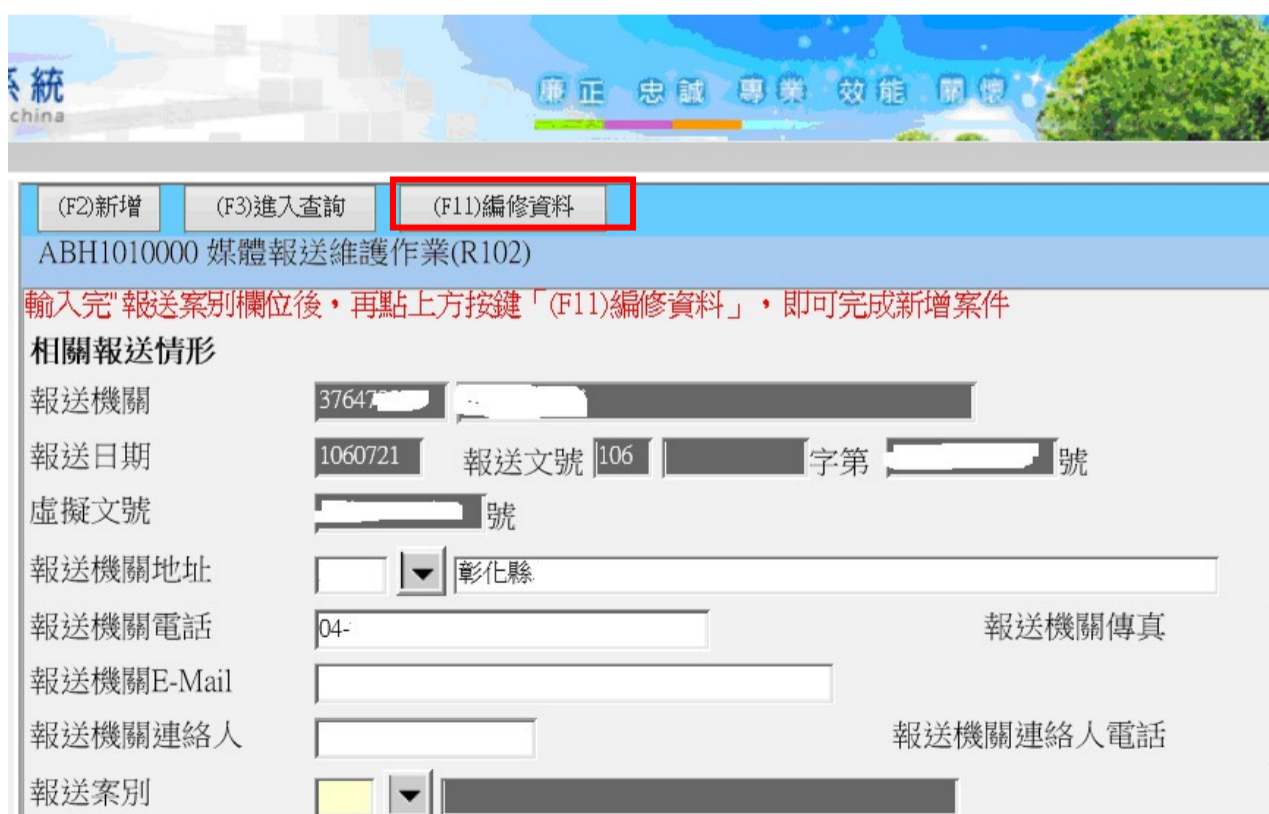 系統
china
廉正 忠誠 專業 效能 關懷
(F2)新增 (F3)進入查詢 (F11)編修資料
ABH1010000 媒體報送維護作業(R102)
輸入完"報送案別欄位後，再點上方按鍵「(F11)編修資料」，即可完成新增案件
相關報送情形
報送機關 37647
報送日期 1060721 報送文號 106 字第 號
虛擬文號 號
報送機關地址 彰化縣
報送機關電話 04- 報送機關傳真
報送機關E-Mail
報送機關連絡人 報送機關連絡人電話
報送案別